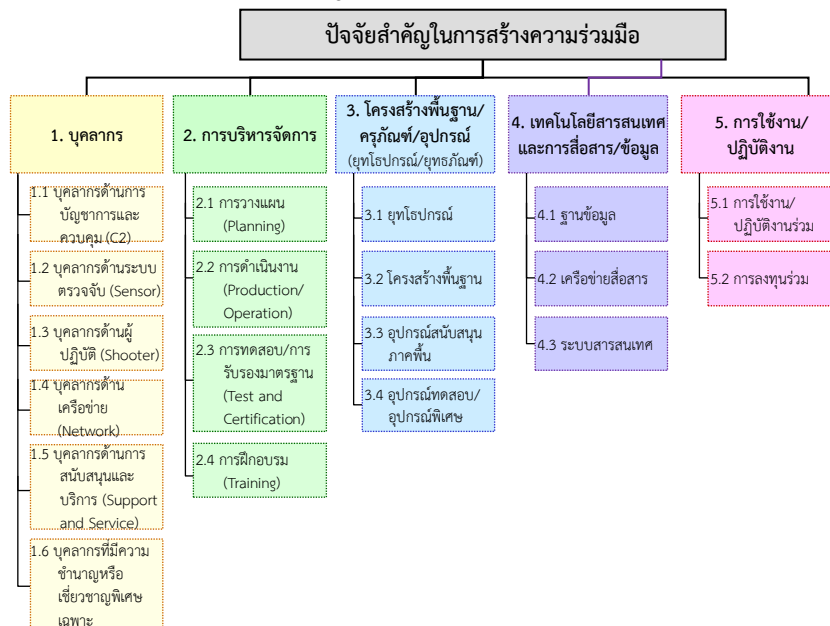 ปัจจัยสำคัญในการสร้างความร่วมมือ
1. บุคลากร
1.1 บุคลากรด้านการ
บัญชาการและ
ควบคุม (C2)
1.2 บุคลากรด้านระบบ
ตรวจจับ (Sensor)
1.3 บุคลากรด้านผู้
ปฏิบัติ (Shooter)
1.4 บุคลากรด้าน
เครือข่าย
(Network)
1.5 บุคลากรด้านการ
สนับสนุนและ
บริการ (Support
and Service)
1.6 บุคลากรที่มีความ
ชำนาญหรือ
เชี่ยวชาญพิเศษ
เฉพาะ
2. การบริหารจัดการ
2.1 การวางแผน
(Planning)
2.2 การดำเนินงาน
(Production/
Operation)
2.3 การทดสอบ/การ
รับรองมาตรฐาน
(Test and
Certification)
2.4 การฝึกอบรม
(Training)
3. โครงสร้างพื้นฐาน/
ครุภัณฑ์/อุปกรณ์
(ยุทโธปกรณ์/ยุทธภัณฑ์)
3.1 ยุทโธปกรณ์
3.2 โครงสร้างพื้นฐาน
3.3 อุปกรณ์สนับสนุน
ภาคพื้น
3.4 อุปกรณ์ทดสอบ/
อุปกรณ์พิเศษ
4. เทคโนโลยีสารสนเทศ
และการสื่อสาร/ข้อมูล
4.1 ฐานข้อมูล
4.2 เครือข่ายสื่อสาร
4.3 ระบบสารสนเทศ
5. การใช้งาน/
ปฏิบัติงาน
5.1 การใช้งาน/
ปฏิบัติงานร่วม
5.2 การลงทุนร่วม